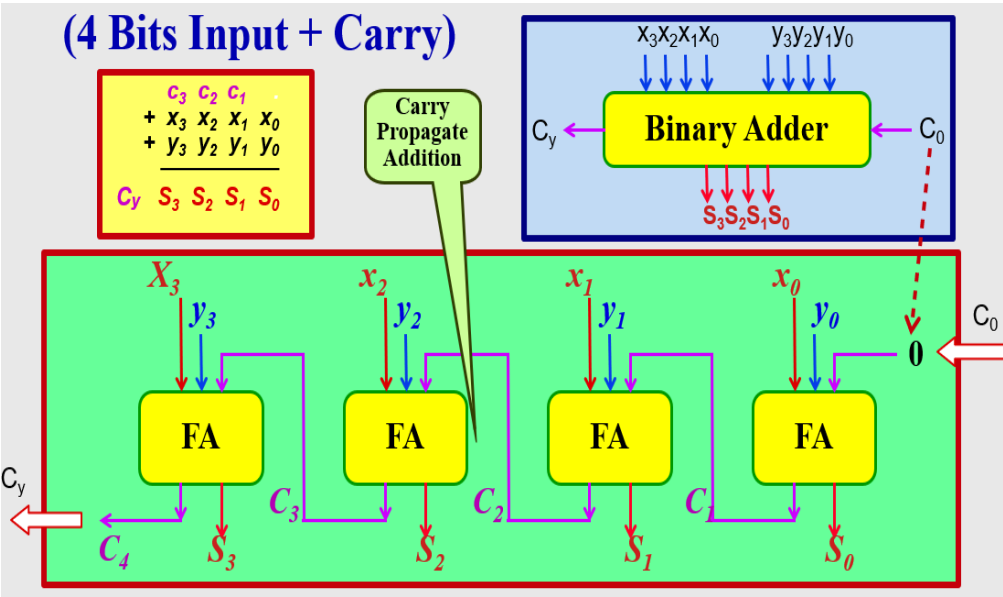 (4 Bits Input + Carry)
c3 c2 c1
+ x3 x2 x1 x0
+ y3 y2 y1 y0
Cy S3 S2 S1 S0
Carry
Propagate
Addition
x3x2x1x0 y3y2y1y0
Cy Binary Adder C0
S3S2S1S0
X3 x2 x1 x0
y3 y2 y1 y0
C0
0
FA FA FA FA
Cy
C3 C2 C1
C4 S3 S2 S1 S0